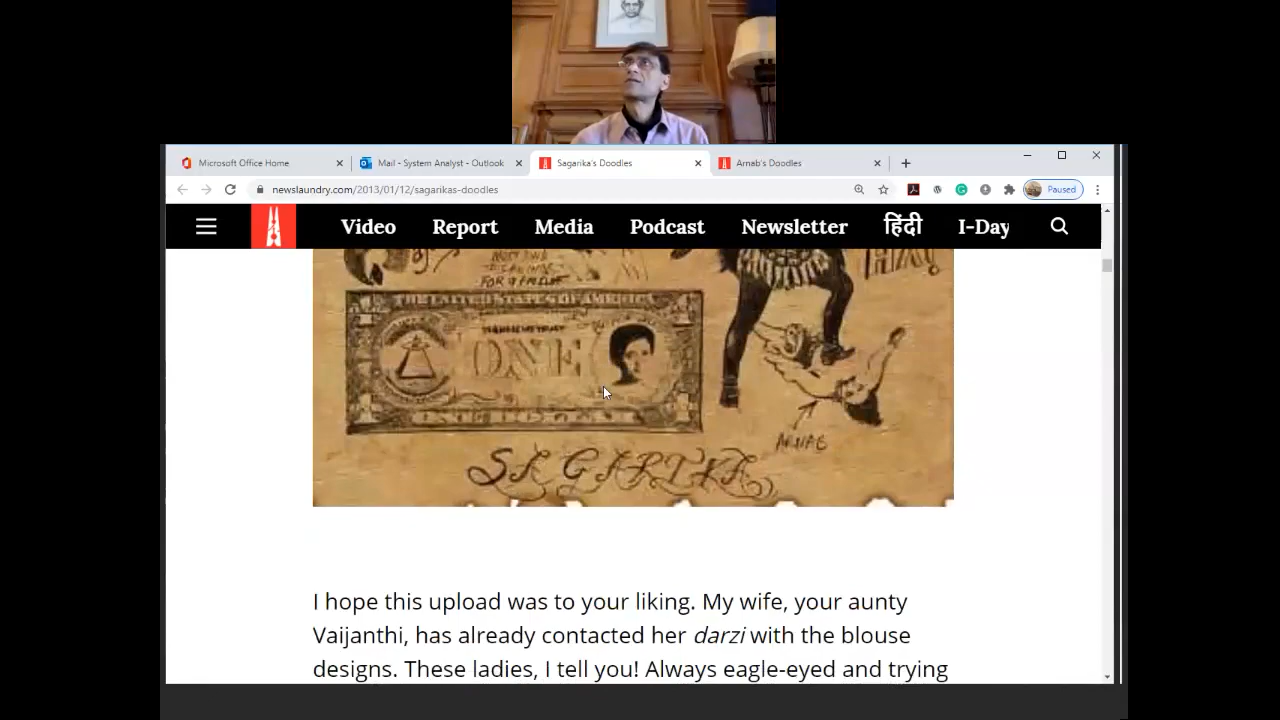 Microsoft Office Home
Mail - System Analyst - Outlook
Sagarika's Doodles
Arnab's Doodles
newslaundry.com/2013/01/12/sagarikas-doodles
Paused
Video Report Media Podcast Newsletter हिंदी I-Day
FOR A
HA!
THE UNITED STATES OF AMERICA
ONE
ARNAB
SAGARIKA
I hope this upload was to your liking. My wife, your aunty
Vaijanthi, has already contacted her darzi with the blouse
designs. These ladies, I tell you! Always eagle-eyed and trying